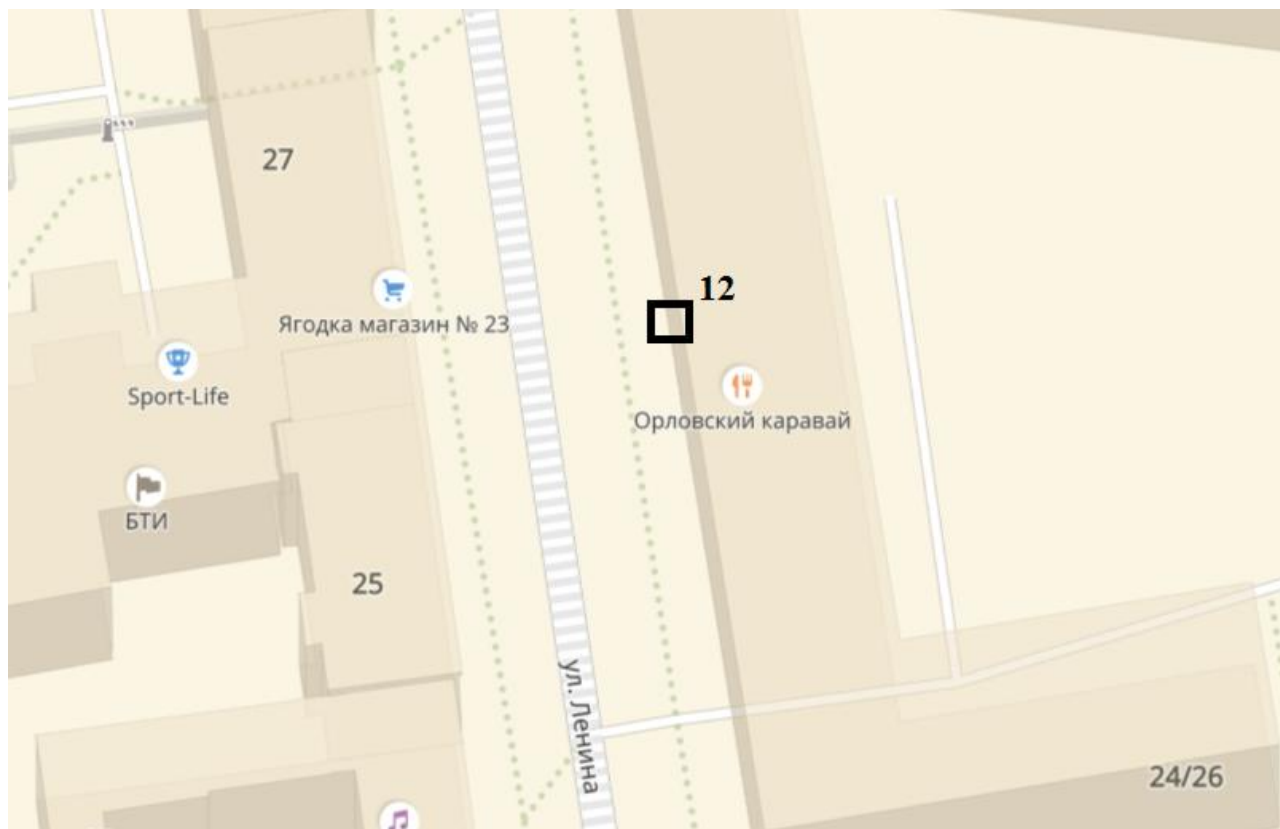 27
12
Ягодка магазин № 23
Sport-Life
Орловский каравай
БТИ
25
ул. Ленина
24/26